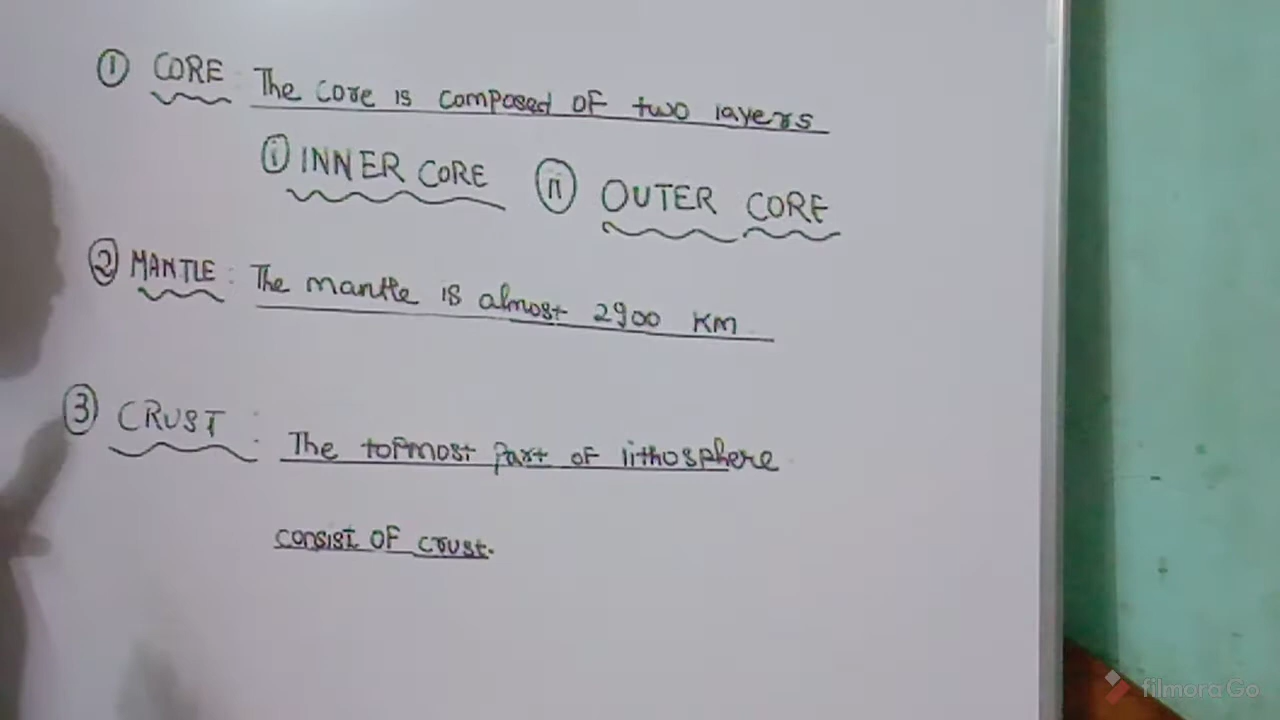 ① CORE : The core is composed of two layers
ⓘ INNER CORE ⓘⓘ OUTER CORE
② MANTLE : The mantle is almost 2900 KM
③ CRUST : The topmost part of lithosphere
consist of crust.
filmora Go